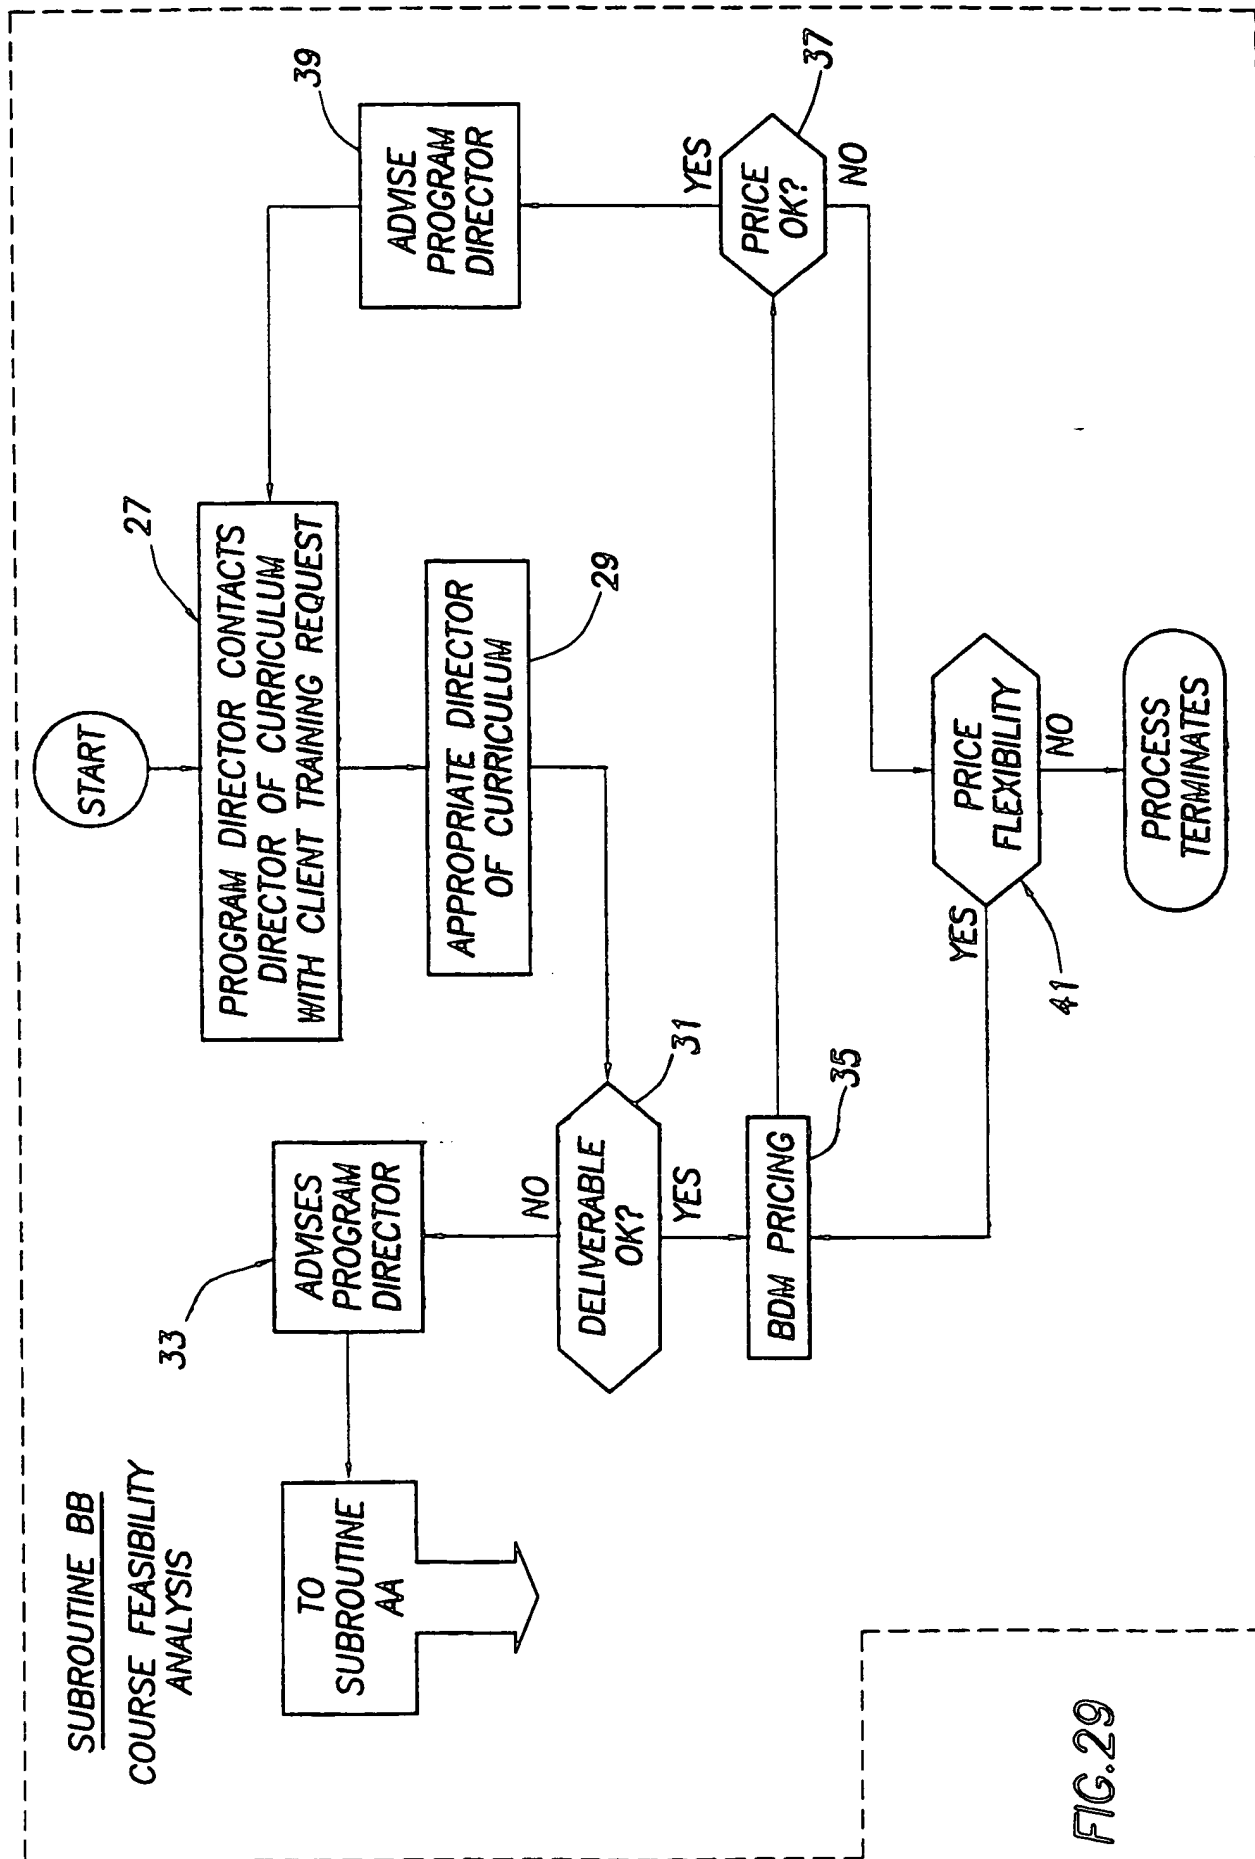 SUBROUTINE BB
COURSE FEASIBILITY
ANALYSIS
START
27
PROGRAM DIRECTOR CONTACTS
DIRECTOR OF CURRICULUM
WITH CLIENT TRAINING REQUEST
39
ADVISE
PROGRAM
DIRECTOR
33
ADVISES
PROGRAM
DIRECTOR
TO
SUBROUTINE
AA
APPROPRIATE DIRECTOR
OF CURRICULUM
29
NO
DELIVERABLE
OK?
31
YES
YES
PRICE
OK?
37
NO
BDM PRICING
35
YES
PRICE
FLEXIBILITY
41
NO
PROCESS
TERMINATES
FIG.29